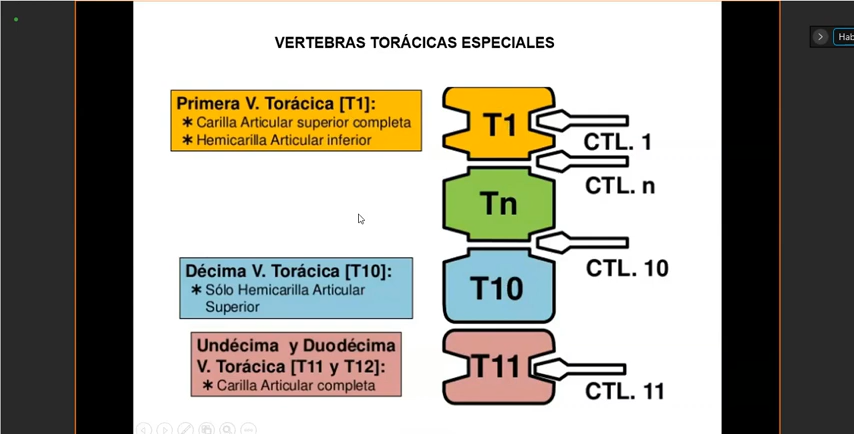 VERTEBRAS TORÁCICAS ESPECIALES
Primera V. Torácica [T1]:
∗ Carilla Articular superior completa
∗ Hemicarilla Articular inferior
T1
CTL. 1
CTL. n
Tn
CTL. 10
Décima V. Torácica [T10]:
∗ Sólo Hemicarilla Articular
Superior
T10
Undécima y Duodécima
V. Torácica [T11 y T12]:
∗ Carilla Articular completa
T11
CTL. 11
Hab